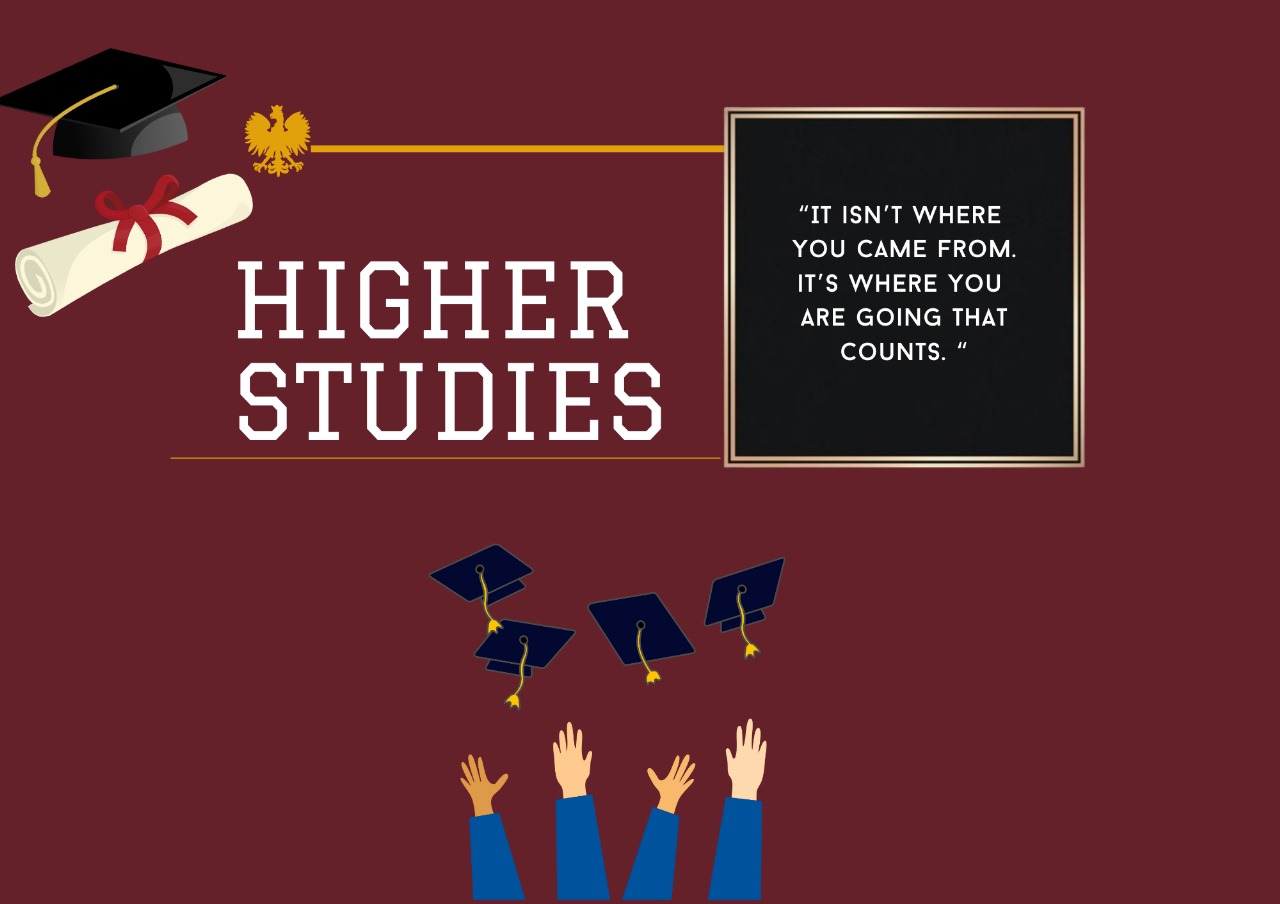 HIGHER
STUDIES
“IT ISN’T WHERE
YOU CAME FROM.
IT’S WHERE YOU
ARE GOING THAT
COUNTS. “